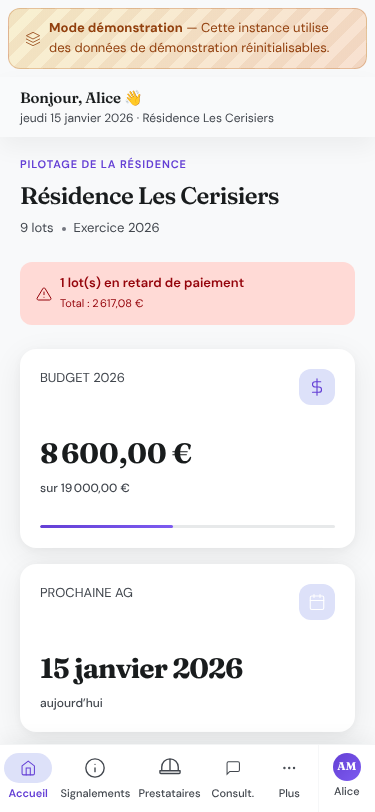 Mode démonstration — Cette instance utilise
des données de démonstration réinitialisables.
Bonjour, Alice 👋
jeudi 15 janvier 2026 · Résidence Les Cerisiers
PILOTAGE DE LA RÉSIDENCE
Résidence Les Cerisiers
9 lots • Exercice 2026
1 lot(s) en retard de paiement
Total : 2 617,08 €
BUDGET 2026
8 600,00 €
sur 19 000,00 €
PROCHAINE AG
15 janvier 2026
aujourd’hui
Accueil Signalements Prestataires Consult. Plus AM Alice